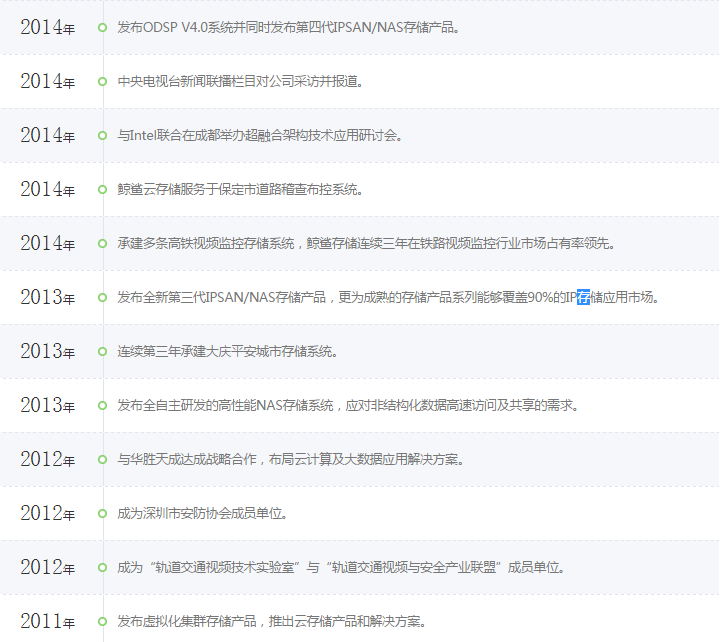 2014年 发布ODSP V4.0系统并同时发布第四代IPSAN/NAS存储产品。
2014年 中央电视台新闻联播栏目对公司采访并报道。
2014年 与Intel联合在成都举办超融合架构技术应用研讨会。
2014年 鲸鲨云存储服务于保定市道路稽查布控系统。
2014年 承建多条高铁视频监控存储系统，鲸鲨存储连续三年在铁路视频监控行业市场占有率领先。
2013年 发布全新第三代IPSAN/NAS存储产品，更为成熟的存储产品系列能够覆盖90%的IP存储应用市场。
2013年 连续第三年承建大庆平安城市存储系统。
2013年 发布全自主研发的高性能NAS存储系统，应对非结构化数据高速访问及共享的需求。
2012年 与华胜天成达成战略合作，布局云计算及大数据应用解决方案。
2012年 成为深圳市安防协会成员单位。
2012年 成为“轨道交通视频技术实验室”与“轨道交通视频与安全产业联盟”成员单位。
2011年 发布虚拟化集群存储产品，推出云存储产品和解决方案。